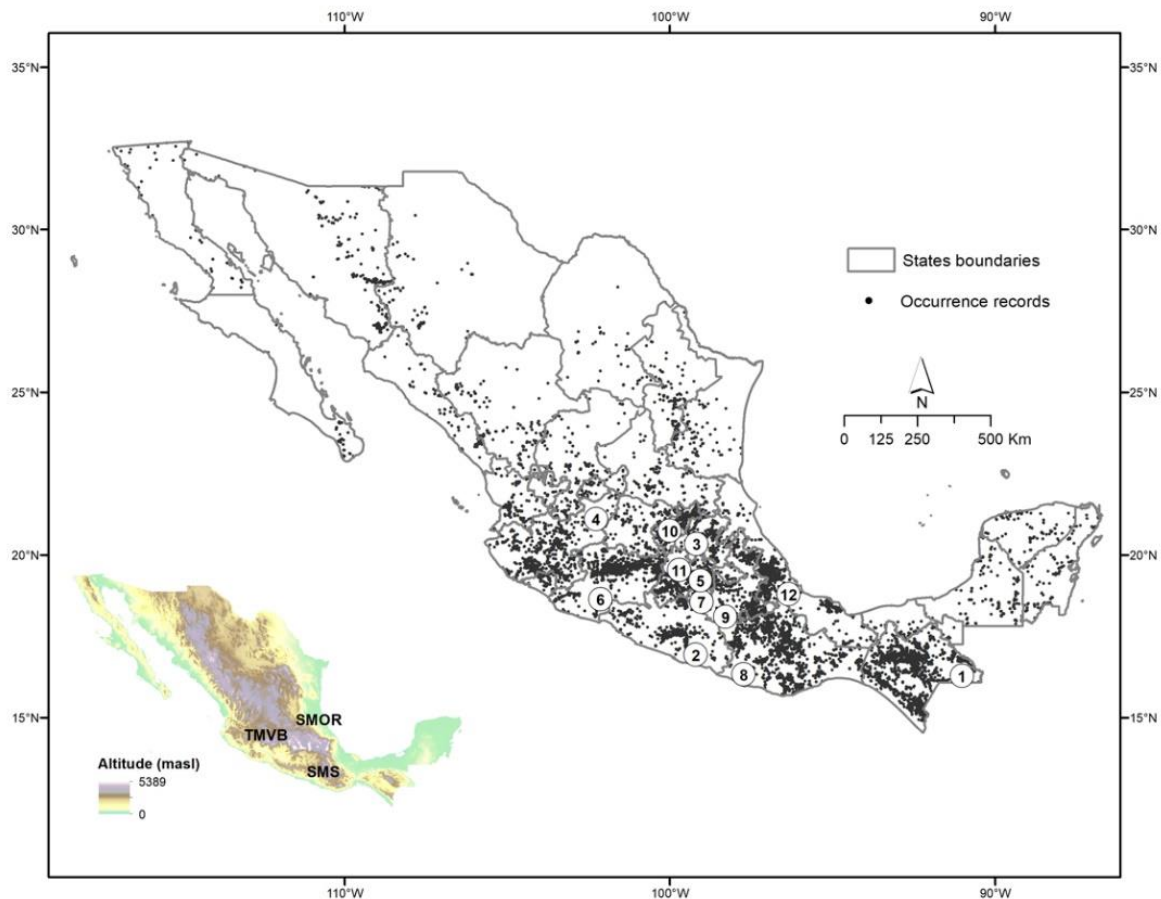 110°W 100°W 90°W
35°N 35°N
30°N 30°N
States boundaries
Occurrence records
25°N 25°N
N
0 125 250 500 Km
4
10
3
20°N 20°N
11
5
12
6
7
9
2
8
1
15°N 15°N
SMOR
TMVB
SMS
Altitude (masl)
5389
0
110°W 100°W 90°W